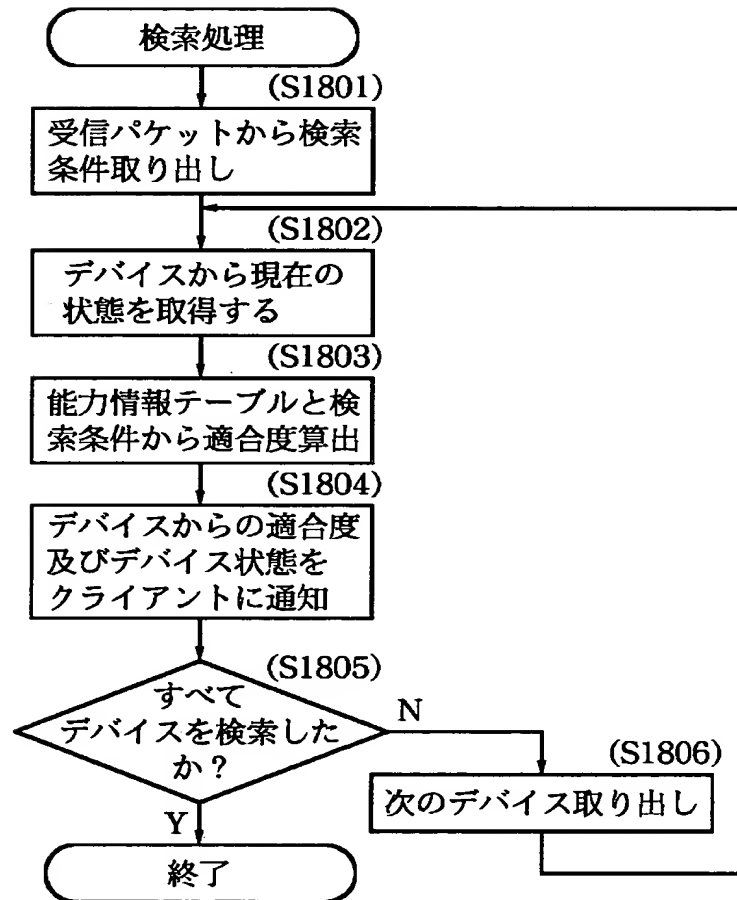 検索処理
(S1801)
受信パケットから検索
条件取り出し
(S1802)
デバイスから現在の
状態を取得する
(S1803)
能力情報テーブルと検
索条件から適合度算出
(S1804)
デバイスからの適合度
及びデバイス状態を
クライアントに通知
(S1805)
すべて
デバイスを検索した
か？
N
(S1806)
次のデバイス取り出し
Y
終了